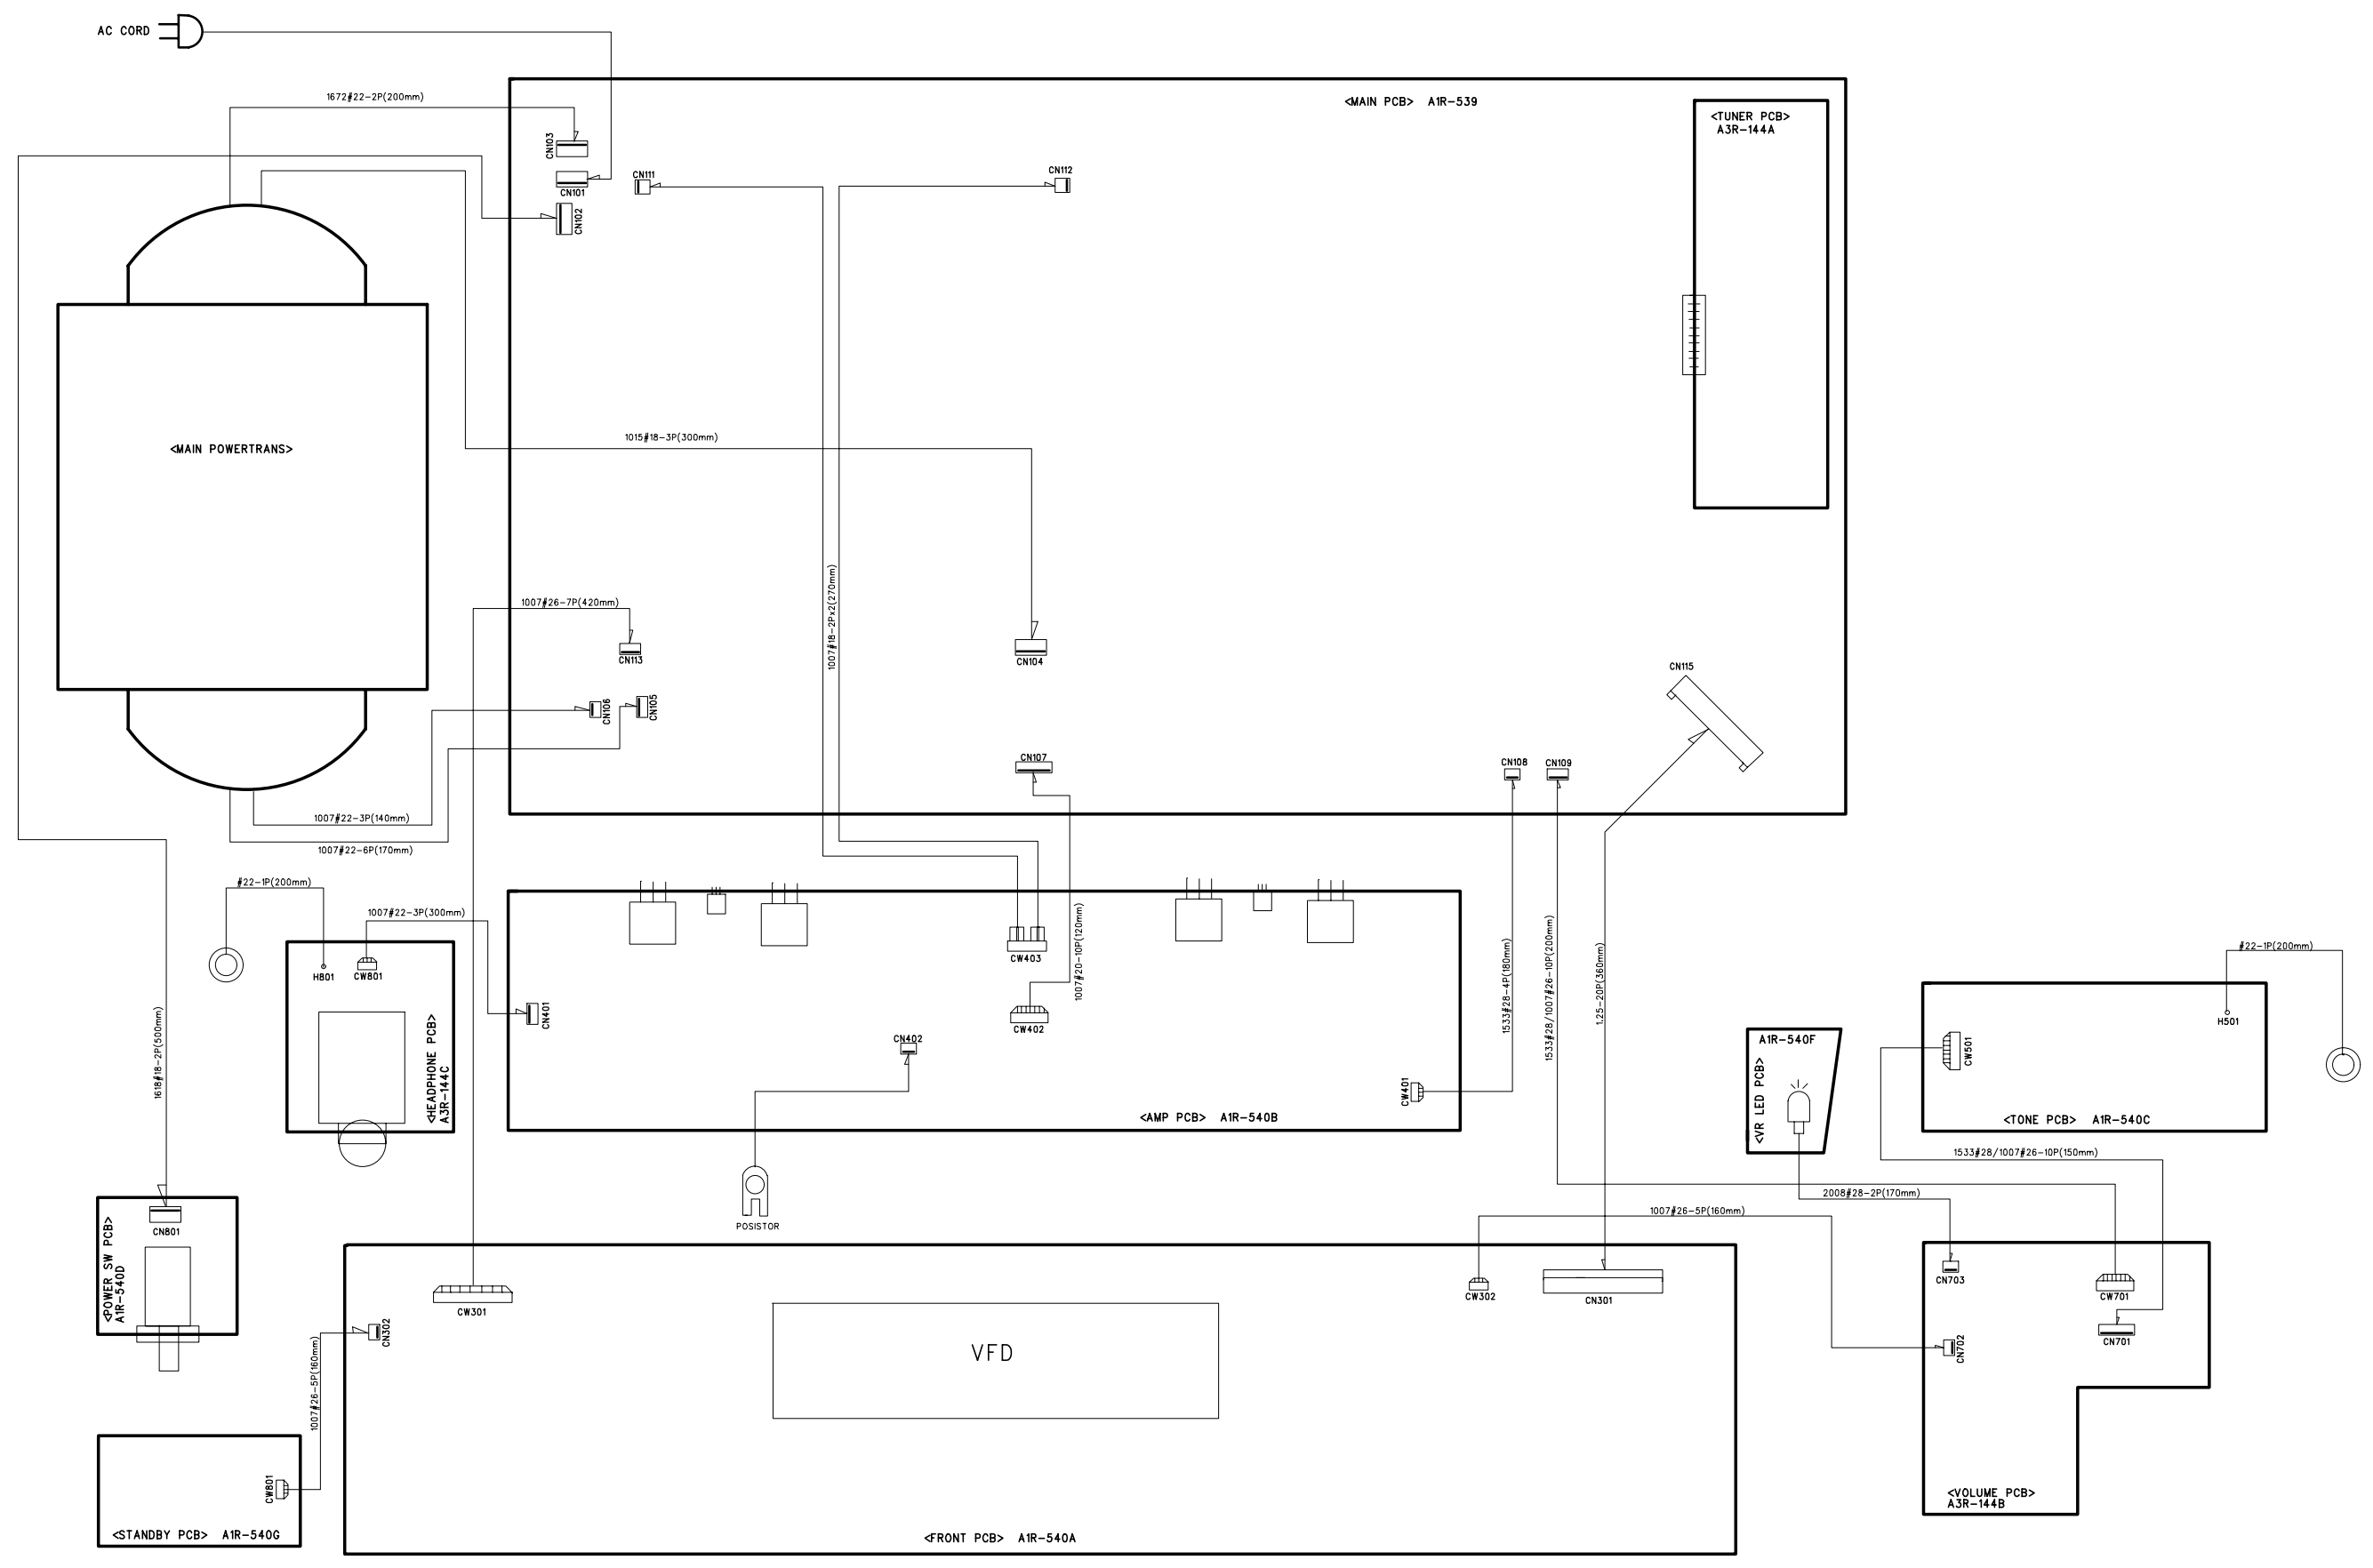 AC CORD
1672#22-2P(200mm)
<MAIN PCB> A1R-539
<TUNER PCB>
A3R-144A
CN103
CN101
CN102
CN111
CN112
<MAIN POWERTRANS>
1015#18-3P(300mm)
1007#18-2Px2(270mm)
1007#26-7P(420mm)
CN113
CN104
CN115
CN106
CN105
CN107
CN108
CN109
1007#22-3P(140mm)
1007#22-6P(170mm)
#22-1P(200mm)
1007#22-3P(300mm)
H801
CW801
<HEADPHONE PCB>
A3R-144C
1618#18-2P(500mm)
CN401
CW403
CW402
CN402
CW401
1007#20-10P(120mm)
1533#28-4P(180mm)
1533#28/1007#26-10P(200mm)
1.25-20P(360mm)
<AMP PCB> A1R-540B
POSISTOR
A1R-540F
<VR LED PCB>
#22-1P(200mm)
H501
CW501
<TONE PCB> A1R-540C
1533#28/1007#26-10P(150mm)
2008#28-2P(170mm)
1007#26-5P(160mm)
CN801
<POWER SW PCB>
A1R-540D
CW301
CN302
CW302
CN301
VFD
CN703
CW701
CN701
CN702
1007#26-5P(160mm)
CW801
<STANDBY PCB> A1R-540G
<FRONT PCB> A1R-540A
<VOLUME PCB>
A3R-144B